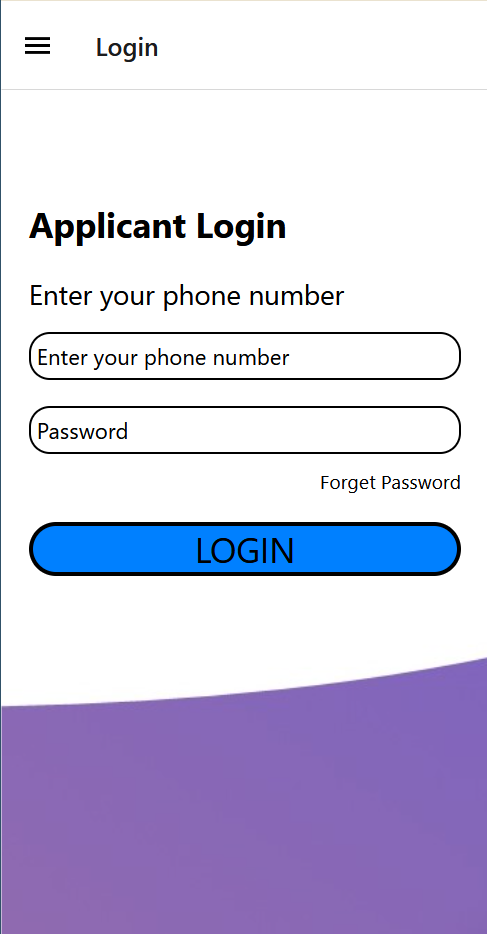 Login
Applicant Login
Enter your phone number
Enter your phone number
Password
Forget Password
LOGIN